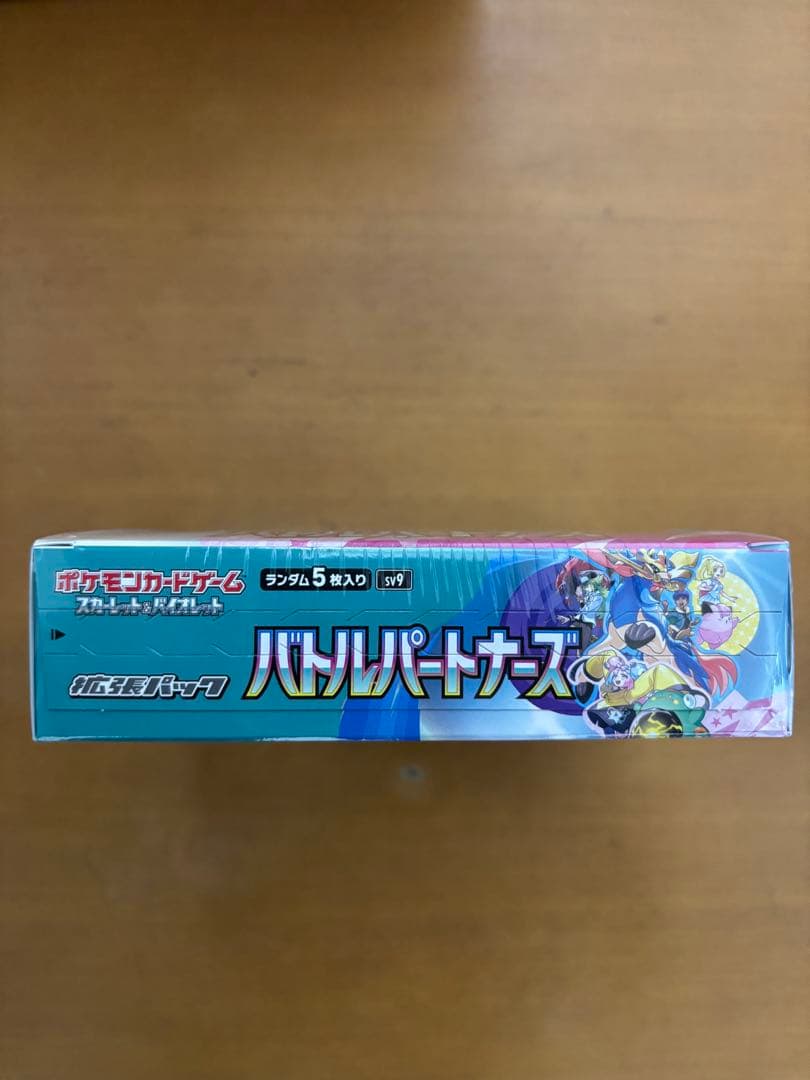 ポケモンカードゲーム
スカーレット&バイオレット
ランダム5枚入り
SV9
拡張パック
バトルパートナーズ